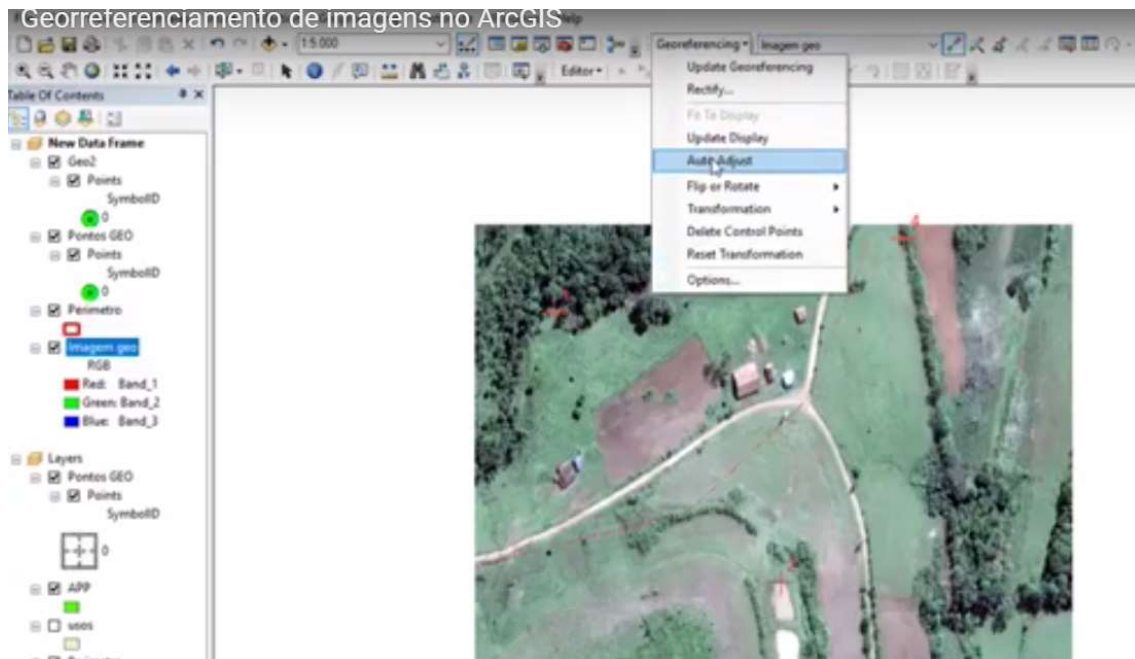 Georreferenciamento de imagens no ArcGIS
elp
1:5.000
Georeferencing
Imagem geo
Editor
Update Georeferencing
Rectify...
Fit To Display
Update Display
Auto Adjust
Flip or Rotate
Transformation
Delete Control Points
Reset Transformation
Options...
Table Of Contents
New Data Frame
Geo2
Points
SymbolID
0
Pontos GEO
Points
SymbolID
0
Perimetro
Imagem geo
RGB
Red: Band_1
Green: Band_2
Blue: Band_3
Layers
Pontos GEO
Points
SymbolID
0
APP
usos
4